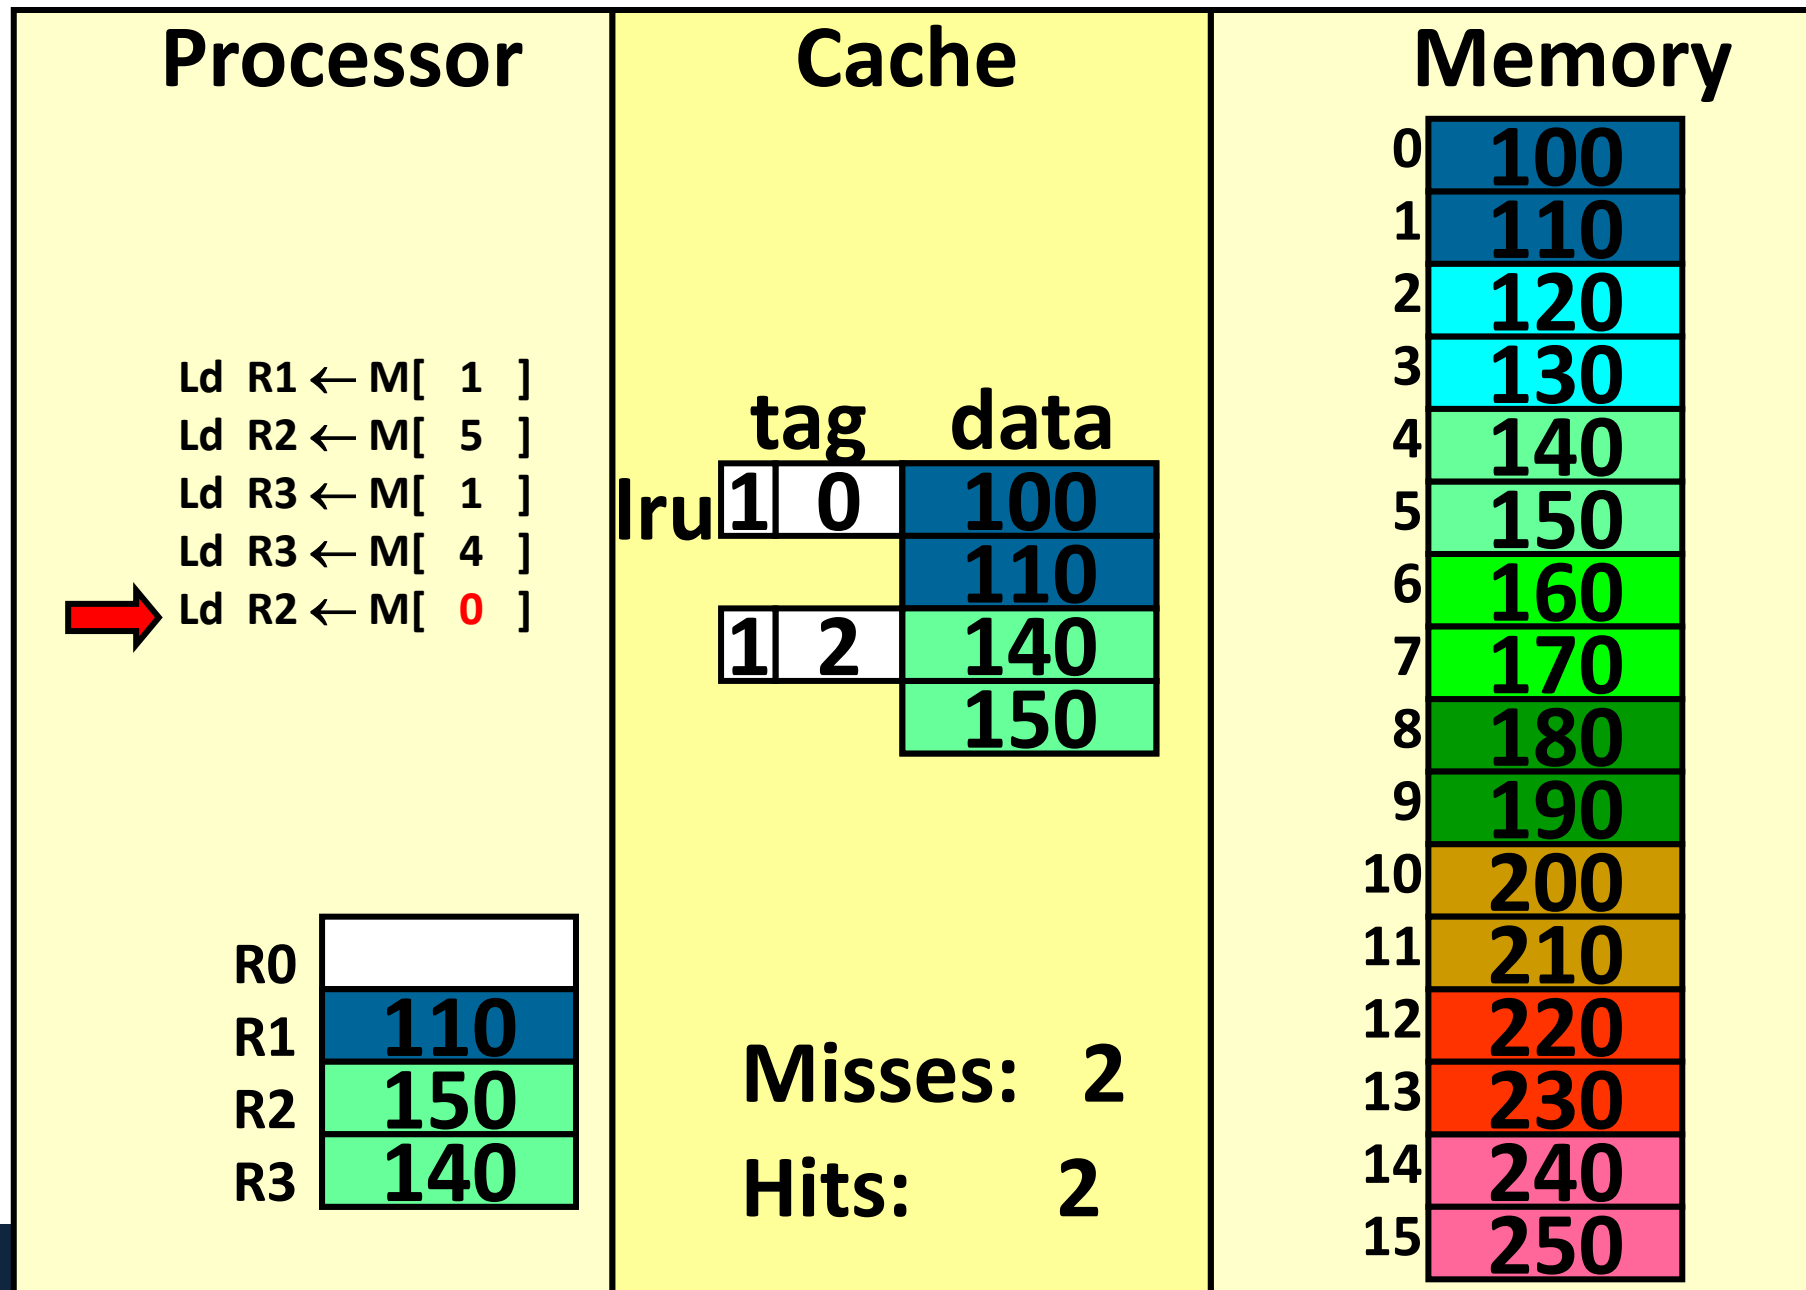 Processor
Ld R1 ← M[ 1 ]
Ld R2 ← M[ 5 ]
Ld R3 ← M[ 1 ]
Ld R3 ← M[ 4 ]
Ld R2 ← M[ 0 ]
R0
R1 110
R2 150
R3 140
Cache
tag data
lru 1 0 100
110
1 2 140
150
Misses: 2
Hits: 2
Memory
0 100
1 110
2 120
3 130
4 140
5 150
6 160
7 170
8 180
9 190
10 200
11 210
12 220
13 230
14 240
15 250